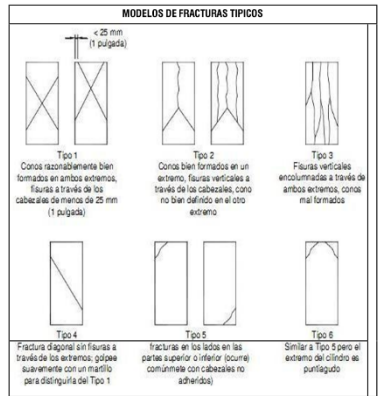 MODELOS DE FRACTURAS TIPICOS
< 25 mm
(1 pulgada)
Tipo 1
Conos razonablemente bien
formados en ambos extremos,
fisuras a través de los
cabezales de menos de 25 mm
(1 pulgada)
Tipo 2
Conos bien formados en un
extremo, fisuras verticales a
través de los cabezales, cono
no bien definido en el otro
extremo
Tipo 3
Fisuras verticales
encolumnadas a través de
ambos extremos, conos
mal formados
Tipo 4
Fractura diagonal sin fisuras a
través de los extremos; golpee
suavemente con un martillo
para distinguirla del Tipo 1
Tipo 5
fracturas en los lados en las
partes superior o inferior (ocurre)
comúnmete con cabezales no
adheridos)
Tipo 6
Similar a Tipo 5 pero el
extremo del cilindro es
puntiagudo